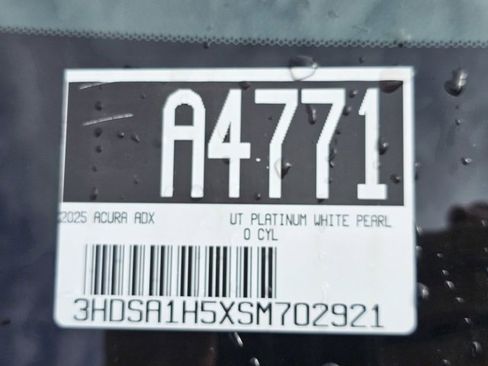 A4771
2025 ACURA ADX UT PLATINUM WHITE PEARL
0 CYL
3HDSA1H5XSM702921